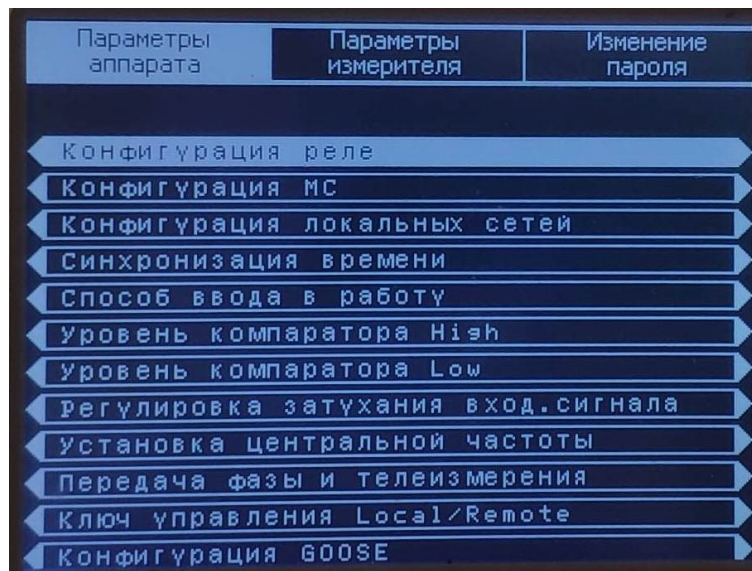 Параметры аппарата
Параметры измерителя
Изменение пароля
Конфигурация реле
Конфигурация МС
Конфигурация локальных сетей
Синхронизация времени
Способ ввода в работу
Уровень компаратора High
Уровень компаратора Low
Регулировка затухания вход.сигнала
Установка центральной частоты
Передача фазы и телеизмерения
Ключ управления Local/Remote
Конфигурация GOOSE